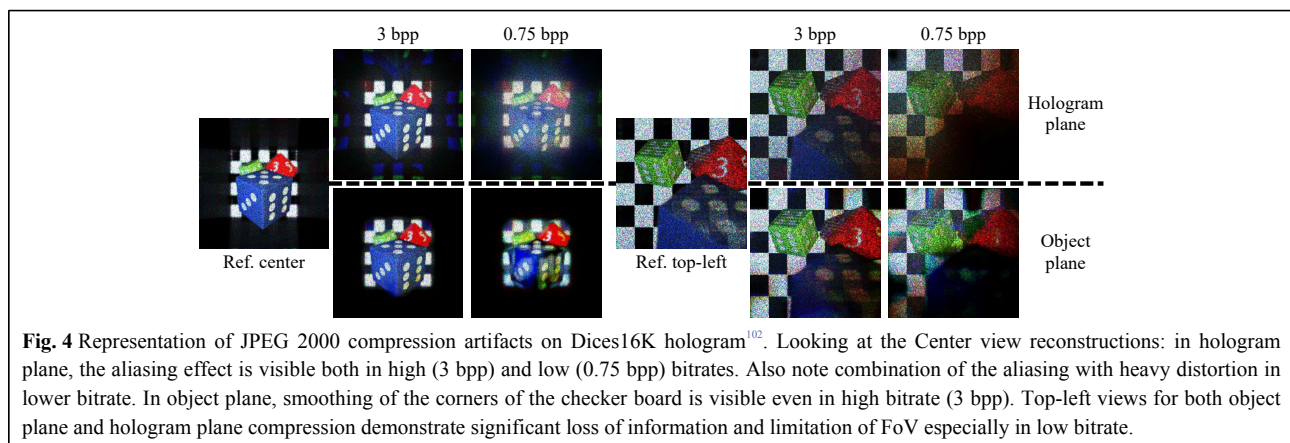 3 bpp 0.75 bpp 3 bpp 0.75 bpp
Hologram
plane
Ref. center Ref. top-left
Object
plane
Fig. 4 Representation of JPEG 2000 compression artifacts on Dices16K hologram102. Looking at the Center view reconstructions: in hologram
plane, the aliasing effect is visible both in high (3 bpp) and low (0.75 bpp) bitrates. Also note combination of the aliasing with heavy distortion in
lower bitrate. In object plane, smoothing of the corners of the checker board is visible even in high bitrate (3 bpp). Top-left views for both object
plane and hologram plane compression demonstrate significant loss of information and limitation of FoV especially in low bitrate.